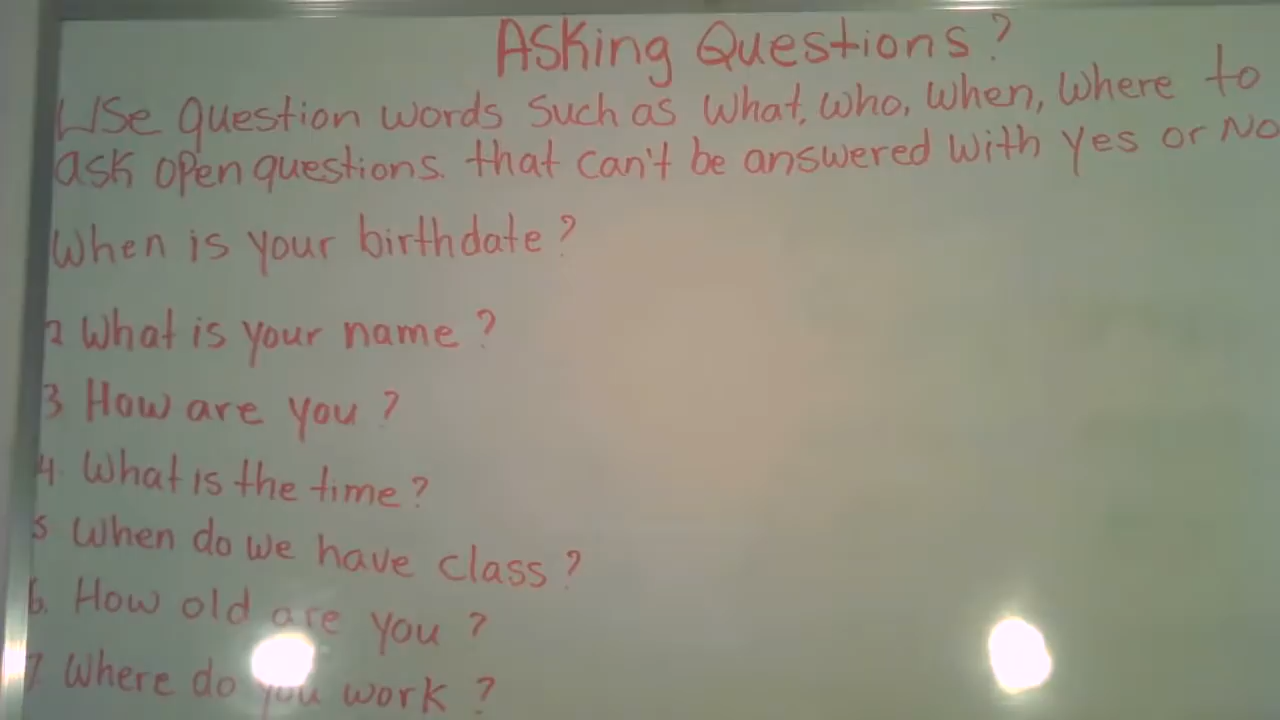 Asking Questions?
Use question words such as What, Who, When, Where to
ask open questions. that can't be answered with Yes or No
When is your birthdate?
2 What is your name?
3 How are you?
4. What is the time?
5 When do we have class?
6. How old are you?
7 Where do you work?